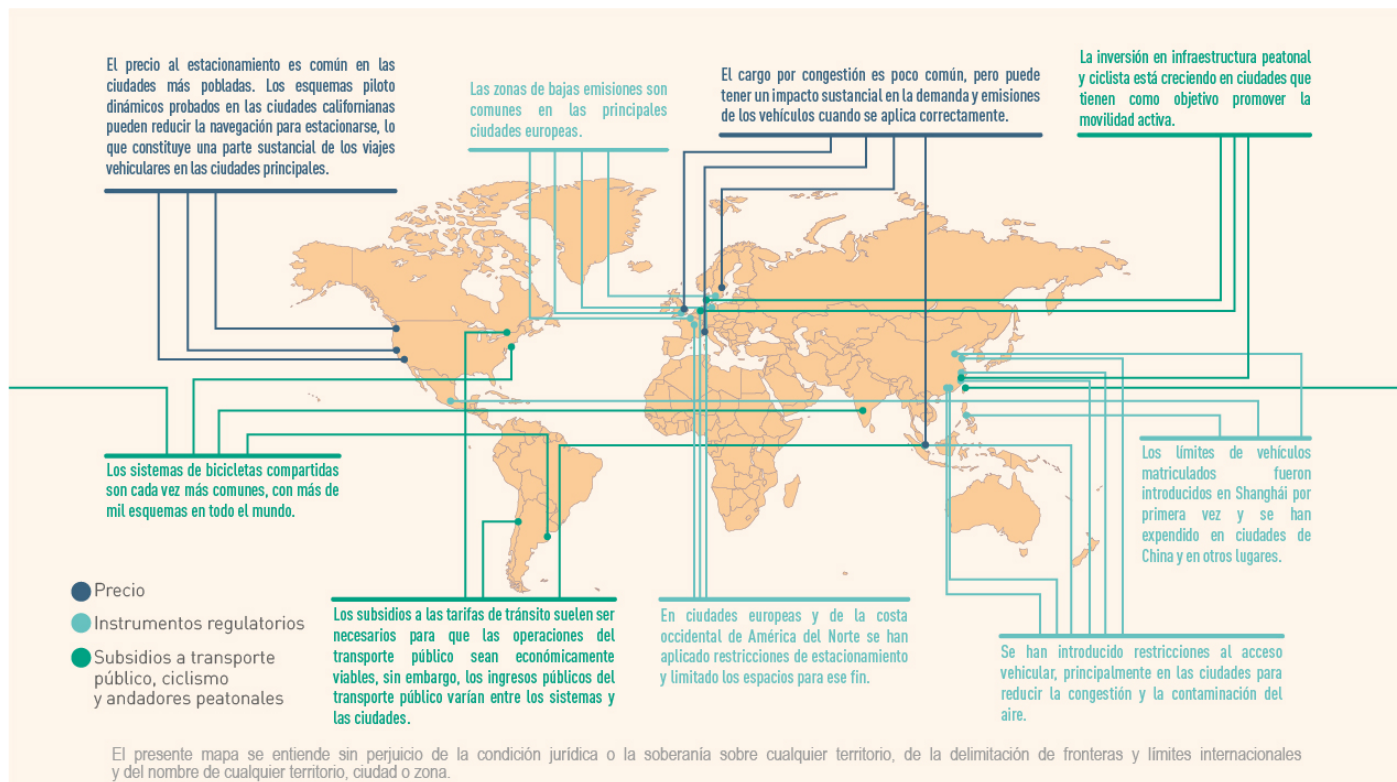 El precio al estacionamiento es común en las
ciudades más pobladas. Los esquemas piloto
dinámicos probados en las ciudades californianas
pueden reducir la navegación para estacionarse, lo
que constituye una parte sustancial de los viajes
vehiculares en las ciudades principales.
Las zonas de bajas emisiones son
comunes en las principales
ciudades europeas.
El cargo por congestión es poco común, pero puede
tener un impacto sustancial en la demanda y emisiones
de los vehículos cuando se aplica correctamente.
La inversión en infraestructura peatonal
y ciclista está creciendo en ciudades que
tienen como objetivo promover la
movilidad activa.
Los sistemas de bicicletas compartidas
son cada vez más comunes, con más de
mil esquemas en todo el mundo.
Los límites de vehículos
matriculados fueron
introducidos en Shanghái por
primera vez y se han
expendido en ciudades de
China y en otros lugares.
Precio
Instrumentos regulatorios
Subsidios a transporte
público, ciclismo
y andadores peatonales
Los subsidios a las tarifas de tránsito suelen ser
necesarios para que las operaciones del
transporte público sean económicamente
viables, sin embargo, los ingresos públicos del
transporte público varían entre los sistemas y
las ciudades.
En ciudades europeas y de la costa
occidental de América del Norte se han
aplicado restricciones de estacionamiento
y limitado los espacios para ese fin.
Se han introducido restricciones al acceso
vehicular, principalmente en las ciudades para
reducir la congestión y la contaminación del
aire.
El presente mapa se entiende sin perjuicio de la condición jurídica o la soberanía sobre cualquier territorio, de la delimitación de fronteras y límites internacionales
y del nombre de cualquier territorio, ciudad o zona.